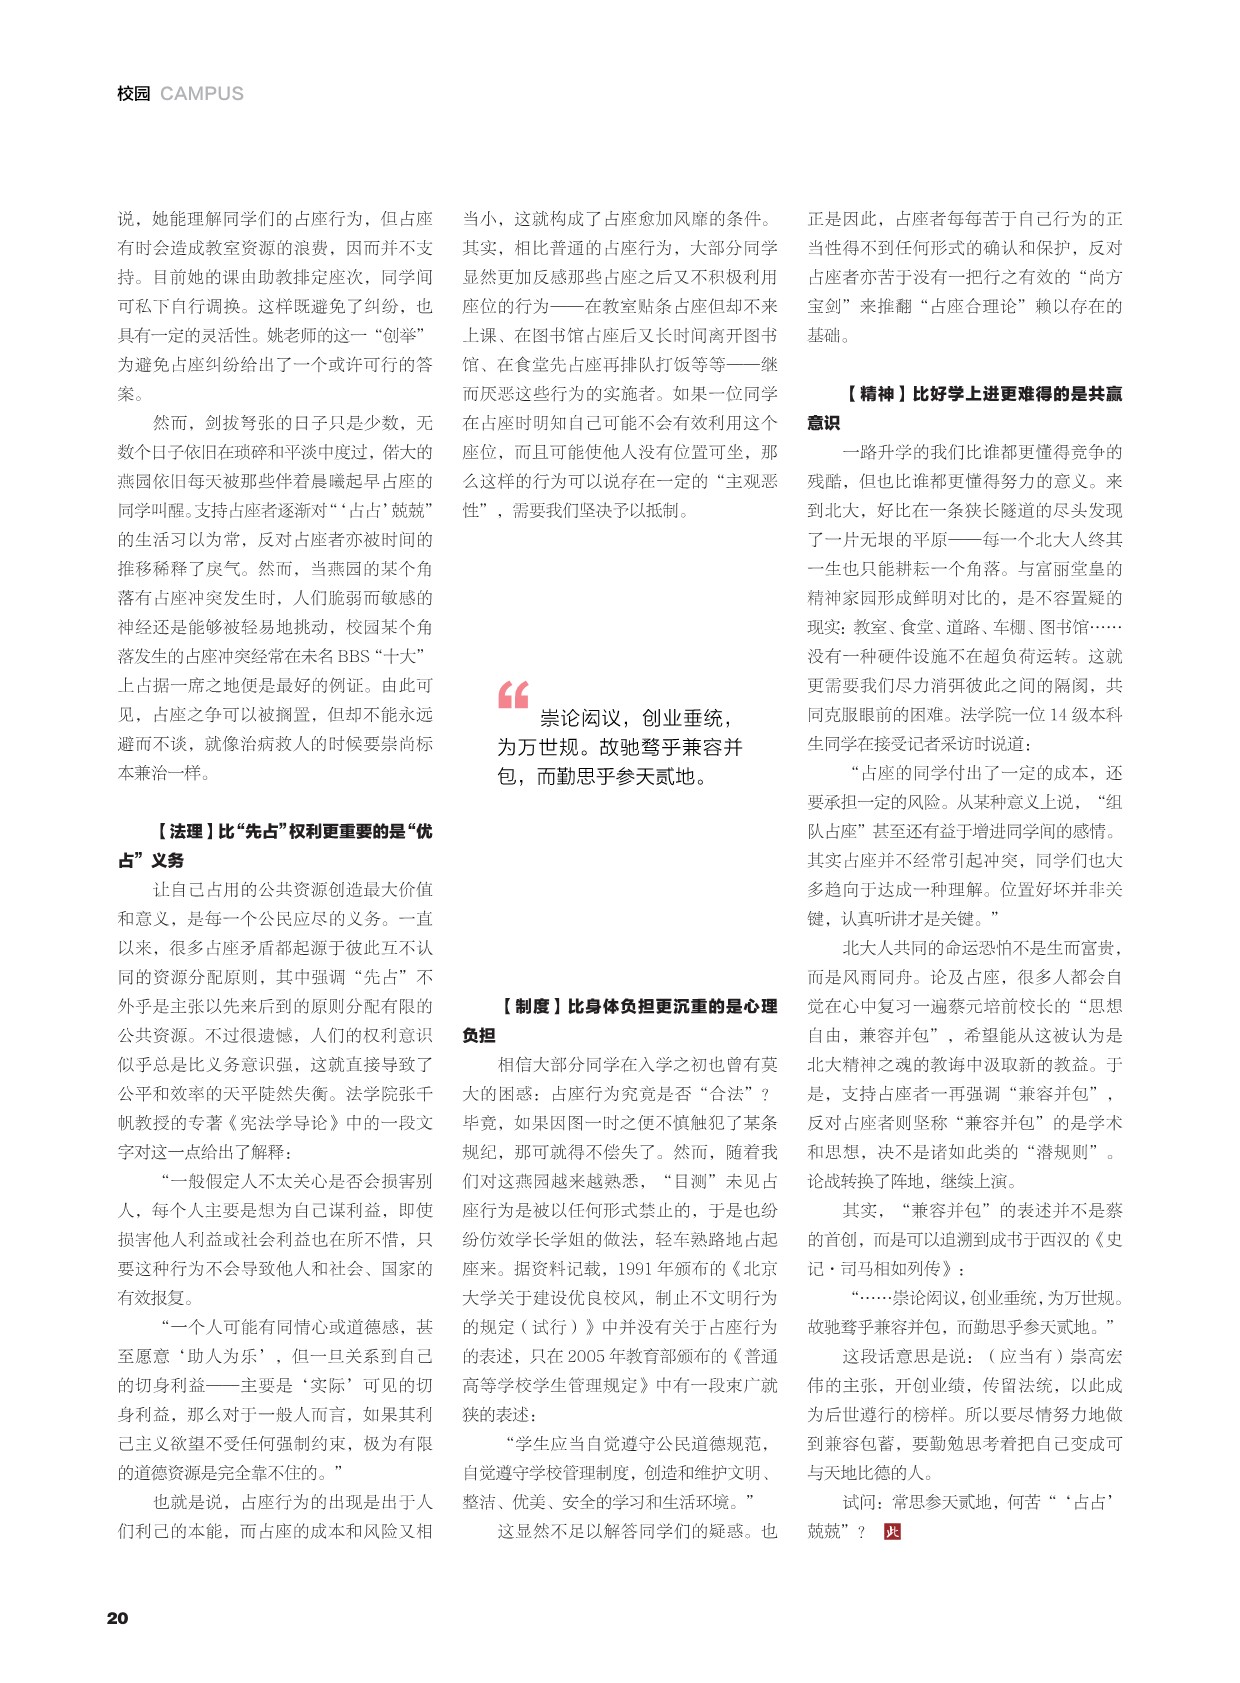 校园 CAMPUS
说，她能理解同学们的占座行为，但占座
有时会造成教室资源的浪费，因而并不支
持。目前她的课由助教排定座次，同学间
可私下自行调换。这样既避免了纠纷，也
具有一定的灵活性。姚老师的这一“创举”
为避免占座纠纷给出了一个或许可行的答
案。
然而，剑拔弩张的日子只是少数，无
数个日子依旧在琐碎和平淡中度过，偌大的
燕园依旧每天被那些伴着晨曦起早占座的
同学叫醒。支持占座者逐渐对“‘占占’兢兢”
的生活习以为常，反对占座者亦被时间的
推移稀释了戾气。然而，当燕园的某个角
落有占座冲突发生时，人们脆弱而敏感的
神经还是能够被轻易地挑动，校园某个角
落发生的占座冲突经常在未名 BBS“十大”
上占据一席之地便是最好的例证。由此可
见，占座之争可以被搁置，但却不能永远
避而不谈，就像治病救人的时候要崇尚标
本兼治一样。
【法理】比“先占”权利更重要的是“优
占”义务
让自己占用的公共资源创造最大价值
和意义，是每一个公民应尽的义务。一直
以来，很多占座矛盾都起源于彼此互不认
同的资源分配原则，其中强调“先占”不
外乎是主张以先来后到的原则分配有限的
公共资源。不过很遗憾，人们的权利意识
似乎总是比义务意识强，这就直接导致了
公平和效率的天平陡然失衡。法学院张千
帆教授的专著《宪法学导论》中的一段文
字对这一点给出了解释：
“一般假定人不太关心是否会损害别
人，每个人主要是想为自己谋利益，即使
损害他人利益或社会利益也在所不惜，只
要这种行为不会导致他人和社会、国家的
有效报复。
“一个人可能有同情心或道德感，甚
至愿意‘助人为乐’，但一旦关系到自己
的切身利益——主要是‘实际’可见的切
身利益，那么对于一般人而言，如果其利
己主义欲望不受任何强制约束，极为有限
的道德资源是完全靠不住的。”
也就是说，占座行为的出现是出于人
们利己的本能，而占座的成本和风险又相
当小，这就构成了占座愈加风靡的条件。
其实，相比普通的占座行为，大部分同学
显然更加反感那些占座之后又不积极利用
座位的行为——在教室贴条占座但却不来
上课、在图书馆占座后又长时间离开图书
馆、在食堂先占座再排队打饭等等——继
而厌恶这些行为的实施者。如果一位同学
在占座时明知自己可能不会有效利用这个
座位，而且可能使他人没有位置可坐，那
么这样的行为可以说存在一定的“主观恶
性”，需要我们坚决予以抵制。
“
崇论闳议，创业垂统，
为万世规。故驰骛乎兼容并
包，而勤思乎参天贰地。
【制度】比身体负担更沉重的是心理
负担
相信大部分同学在入学之初也曾有莫
大的困惑：占座行为究竟是否“合法”？
毕竟，如果因图一时之便不慎触犯了某条
规纪，那可就得不偿失了。然而，随着我
们对这燕园越来越熟悉，“目测”未见占
座行为是被以任何形式禁止的，于是也纷
纷仿效学长学姐的做法，轻车熟路地占起
座来。据资料记载，1991 年颁布的《北京
大学关于建设优良校风，制止不文明行为
的规定（试行）》中并没有关于占座行为
的表述，只在 2005 年教育部颁布的《普通
高等学校学生管理规定》中有一段束广就
狭的表述：
“学生应当自觉遵守公民道德规范，
自觉遵守学校管理制度，创造和维护文明、
整洁、优美、安全的学习和生活环境。”
这显然不足以解答同学们的疑惑。也
正是因此，占座者每每苦于自己行为的正
当性得不到任何形式的确认和保护，反对
占座者亦苦于没有一把行之有效的“尚方
宝剑”来推翻“占座合理论”赖以存在的
基础。
【精神】比好学上进更难得的是共赢
意识
一路升学的我们比谁都更懂得竞争的
残酷，但也比谁都更懂得努力的意义。来
到北大，好比在一条狭长隧道的尽头发现
了一片无垠的平原——每一个北大人终其
一生也只能耕耘一个角落。与富丽堂皇的
精神家园形成鲜明对比的，是不容置疑的
现实：教室、食堂、道路、车棚、图书馆……
没有一种硬件设施不在超负荷运转。这就
更需要我们尽力消弭彼此之间的隔阂，共
同克服眼前的困难。法学院一位 14 级本科
生同学在接受记者采访时说道：
“占座的同学付出了一定的成本，还
要承担一定的风险。从某种意义上说，“组
队占座”甚至还有益于增进同学间的感情。
其实占座并不经常引起冲突，同学们也大
多趋向于达成一种理解。位置好坏并非关
键，认真听讲才是关键。”
北大人共同的命运恐怕不是生而富贵，
而是风雨同舟。论及占座，很多人都会自
觉在心中复习一遍蔡元培前校长的“思想
自由，兼容并包”，希望能从这被认为是
北大精神之魂的教诲中汲取新的教益。于
是，支持占座者一再强调“兼容并包”，
反对占座者则坚称“兼容并包”的是学术
和思想，决不是诸如此类的“潜规则”。
论战转换了阵地，继续上演。
其实，“兼容并包”的表述并不是蔡
的首创，而是可以追溯到成书于西汉的《史
记·司马相如列传》：
“……崇论闳议，创业垂统，为万世规。
故驰骛乎兼容并包，而勤思乎参天贰地。”
这段话意思是说：（应当有）崇高宏
伟的主张，开创业绩，传留法统，以此成
为后世遵行的榜样。所以要尽情努力地做
到兼容包蓄，要勤勉思考着把自己变成可
与天地比德的人。
试问：常思参天贰地，何苦“‘占占’
兢兢”？ 此
20